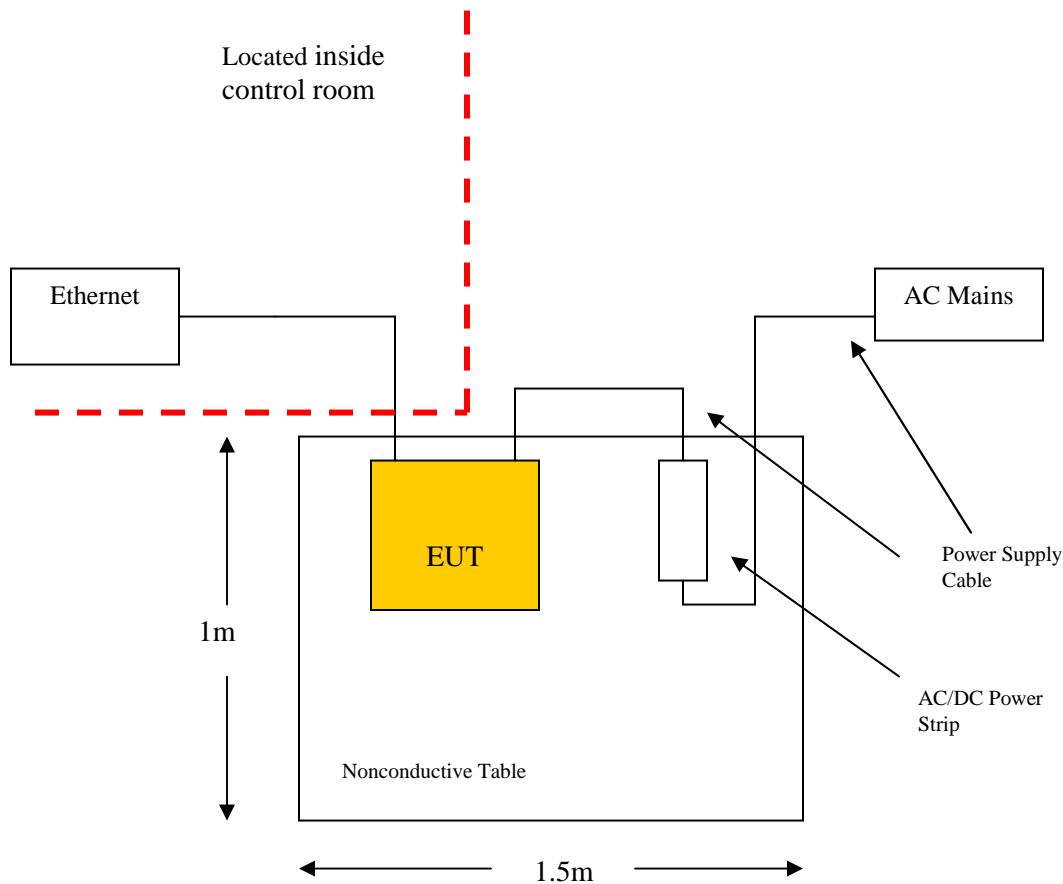 Located inside
control room
Ethernet
AC Mains
EUT
Power Supply
Cable
1m
AC/DC Power
Strip
Nonconductive Table
1.5m